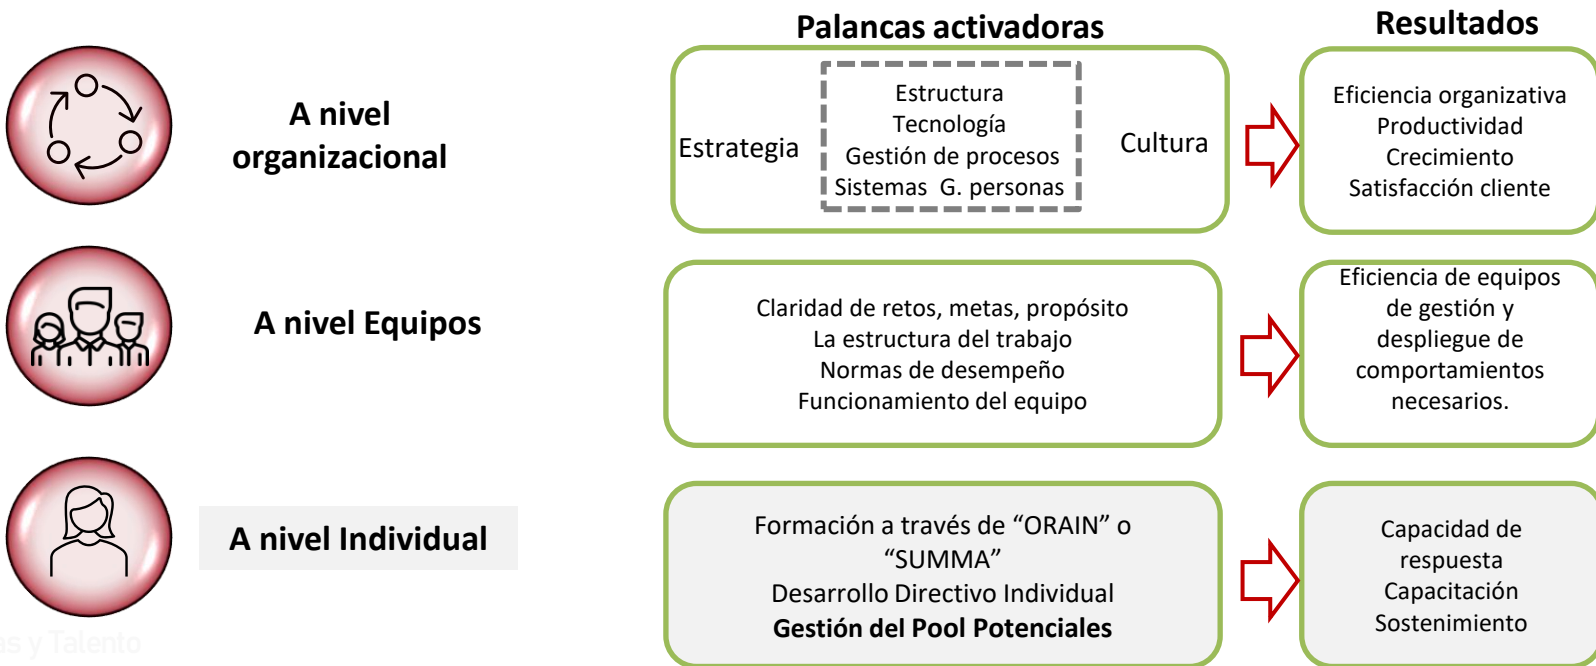 Palancas activadoras
Resultados
A nivel
organizacional
Estrategia
Estructura
Tecnología
Gestión de procesos
Sistemas G. personas
Cultura
Eficiencia organizativa
Productividad
Crecimiento
Satisfacción cliente
A nivel Equipos
Claridad de retos, metas, propósito
La estructura del trabajo
Normas de desempeño
Funcionamiento del equipo
Eficiencia de equipos
de gestión y
despliegue de
comportamientos
necesarios.
A nivel Individual
Formación a través de “ORAIN” o
“SUMMA”
Desarrollo Directivo Individual
Gestión del Pool Potenciales
Capacidad de
respuesta
Capacitación
Sostenimiento
y Talento